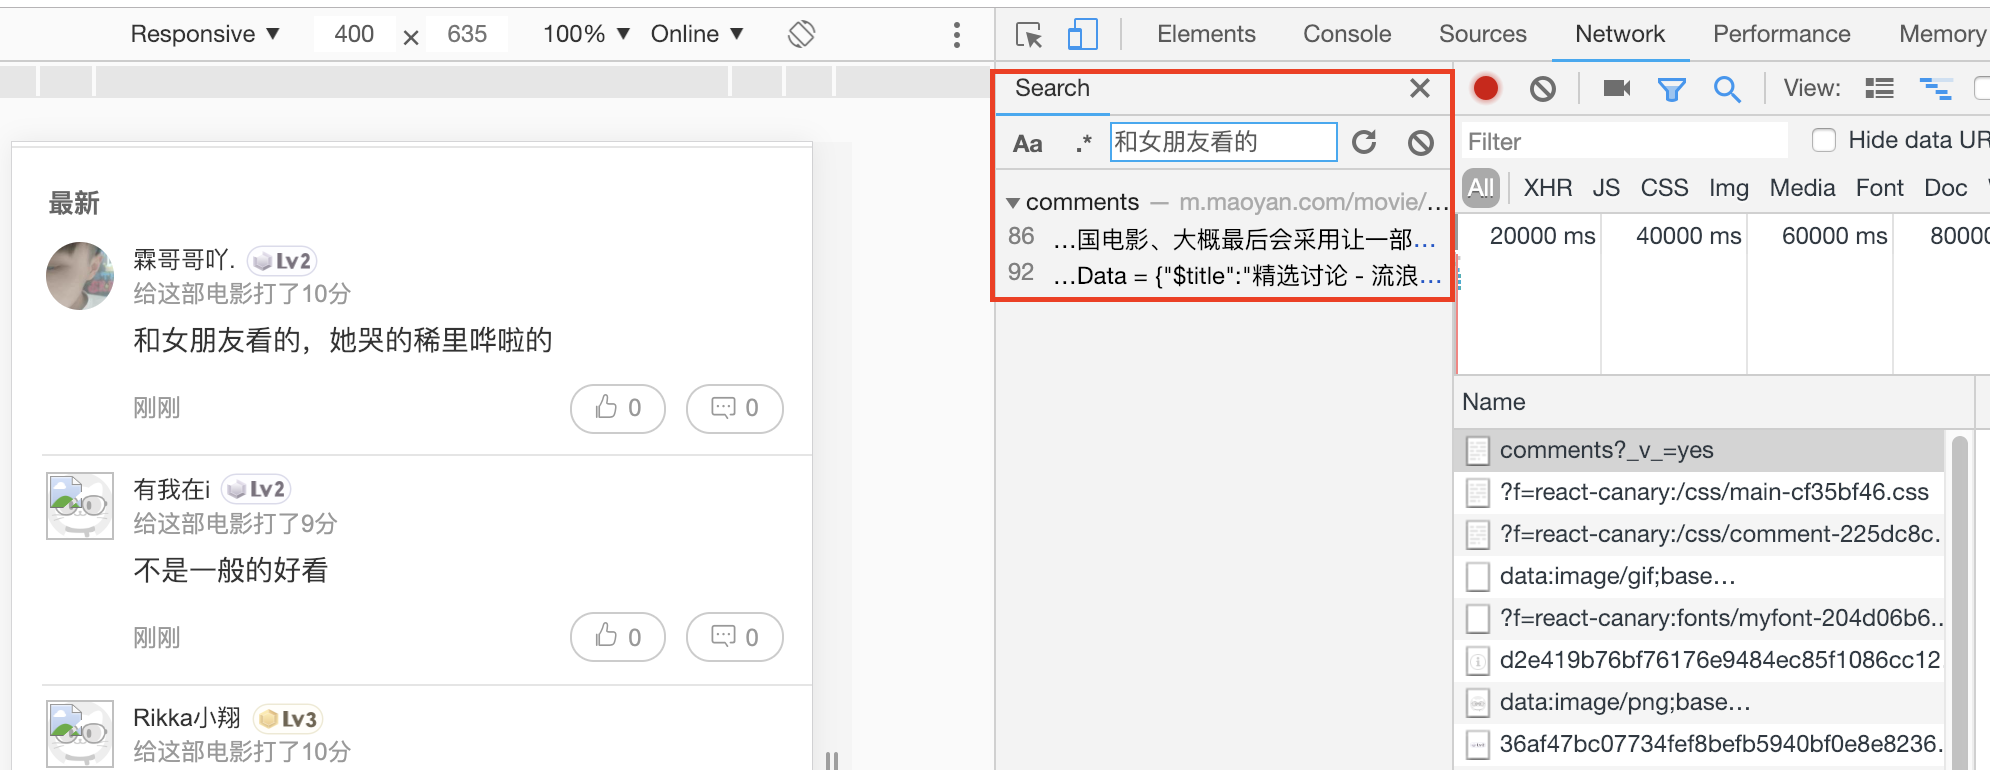 Responsive ▼ 400 × 635 100% ▼ Online ▼
Elements Console Sources Network Performance Memory
Search
View:
Aa .* 和女朋友看的
Filter Hide data UR
All XHR JS CSS Img Media Font Doc
comments — m.maoyan.com/movie/…
86 …国电影、大概最后会采用让一部…
92 …Data = {"$title":"精选讨论 - 流浪…
20000 ms 40000 ms 60000 ms 8000
Name
comments?_v_=yes
?f=react-canary:/css/main-cf35bf46.css
?f=react-canary:/css/comment-225dc8c.
data:image/gif;base…
?f=react-canary:fonts/myfont-204d06b6..
d2e419b76bf76176e9484ec85f1086cc12
data:image/png;base…
36af47bc07734fef8befb5940bf0e8e8236.
最新
霖哥哥吖. Lv2
给这部电影打了10分
和女朋友看的，她哭的稀里哗啦的
刚刚 0 0
有我在i Lv2
给这部电影打了9分
不是一般的好看
刚刚 0 0
Rikka小翔 Lv3
给这部电影打了10分